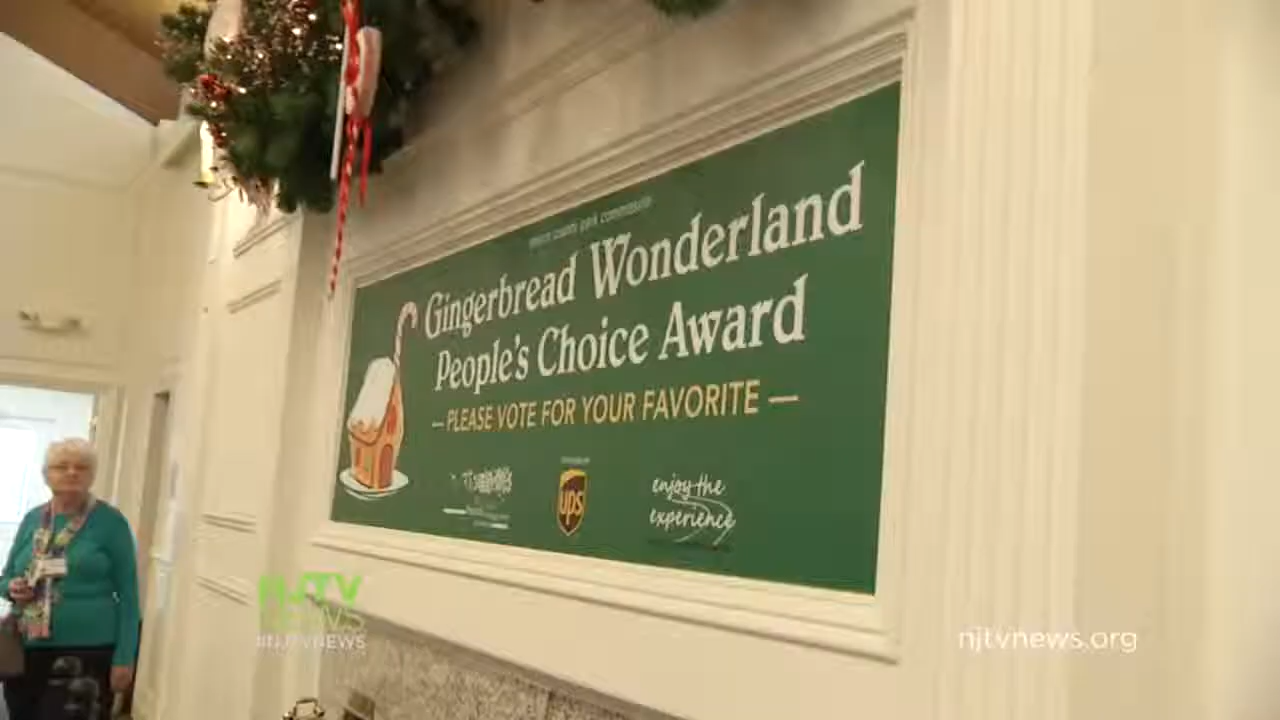 Gingerbread Wonderland
People's Choice Award
— PLEASE VOTE FOR YOUR FAVORITE —
ups
enjoy the
experience
NJTV
NEWS
#NJTVNEWS
njtvnews.org